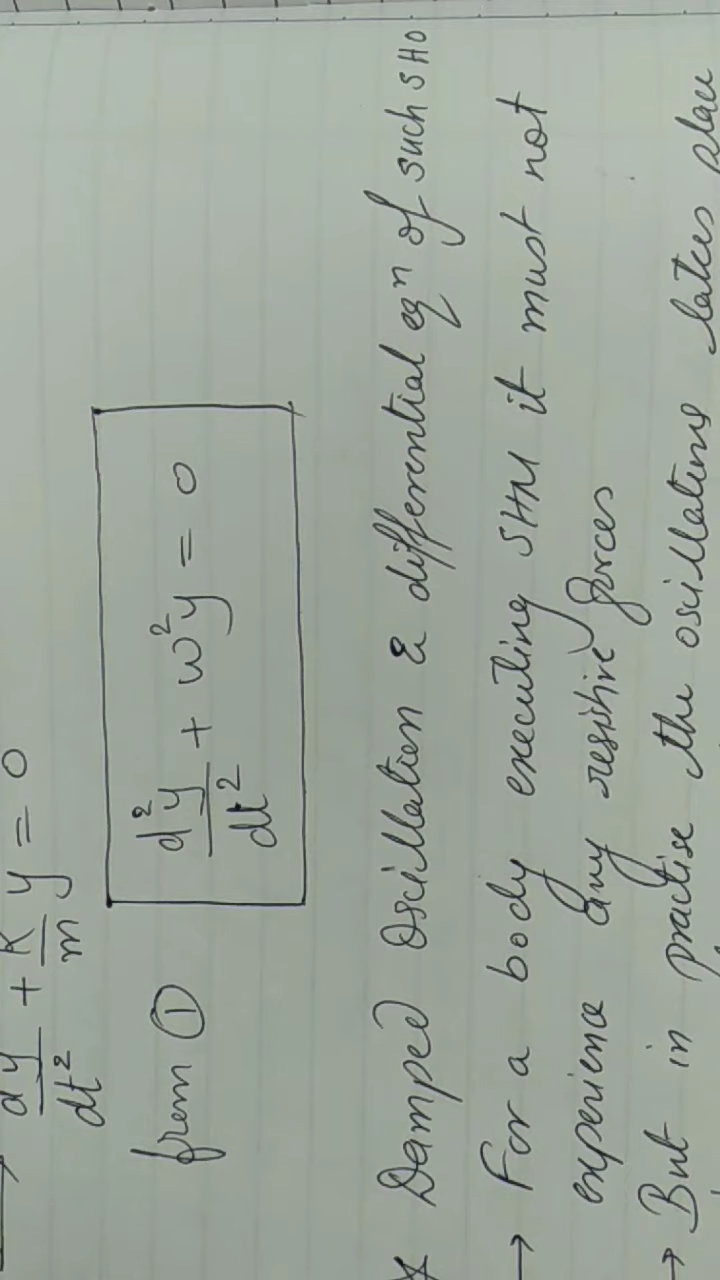 d²y/dt² + k/m y = 0
from ① d²y/dt² + ω²y = 0
* Damped Oscillation & differential eqⁿ of such SHO
→ For a body executing SHM it must not
experience any resistive forces
→ But in practise the oscillations takes place